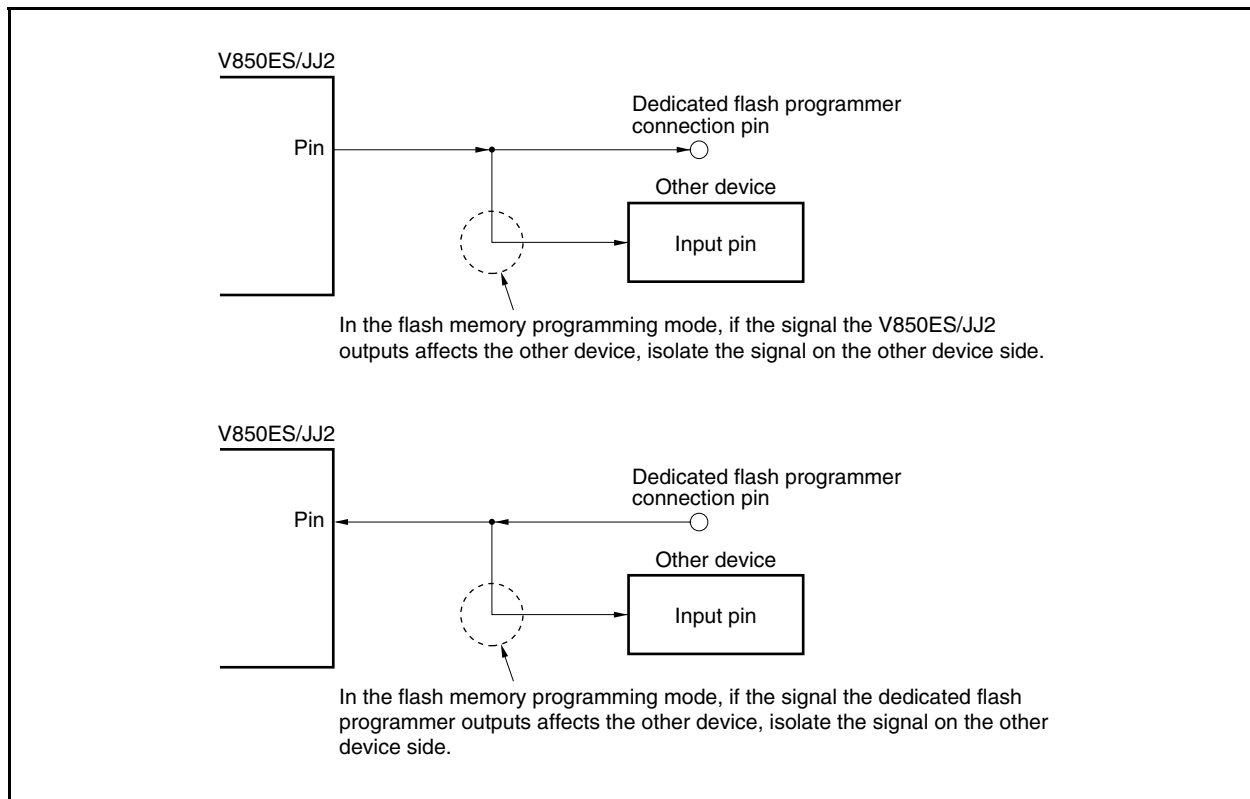 V850ES/JJ2
Dedicated flash programmer
connection pin
Pin
Other device
Input pin
In the flash memory programming mode, if the signal the V850ES/JJ2
outputs affects the other device, isolate the signal on the other device side.
V850ES/JJ2
Dedicated flash programmer
connection pin
Pin
Other device
Input pin
In the flash memory programming mode, if the signal the dedicated flash
programmer outputs affects the other device, isolate the signal on the other
device side.